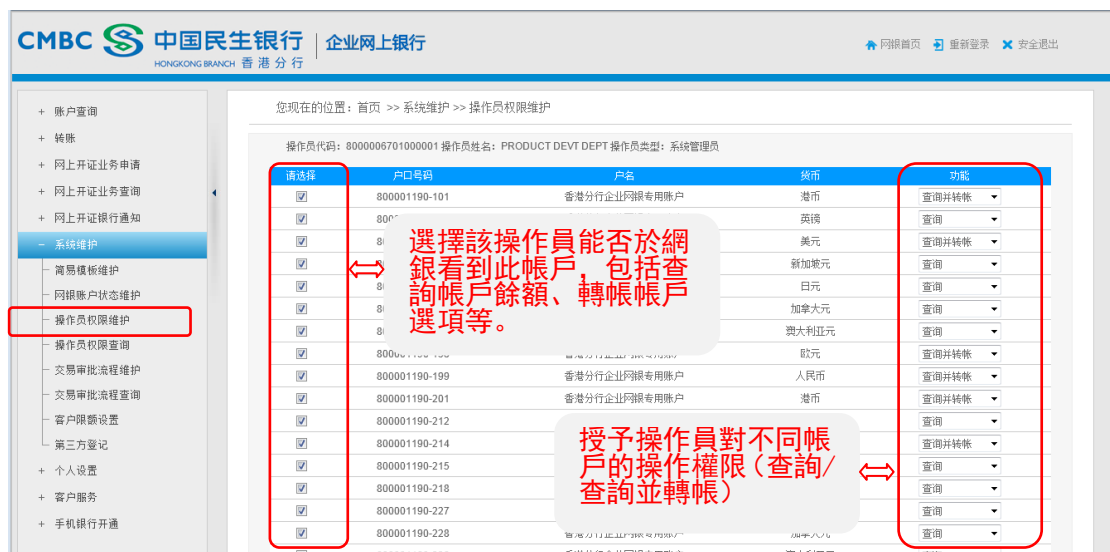 CMBC 中国民生银行 企业网上银行
HONGKONG BRANCH 香港分行
网银首页 重新登录 安全退出
+ 账户查询
+ 转账
+ 网上开证业务申请
+ 网上开证业务查询
+ 网上开证银行通知
− 系统维护
简易模板维护
网银账户状态维护
操作员权限维护
操作员权限查询
交易审批流程维护
交易审批流程查询
客户限额设置
第三方登记
+ 个人设置
+ 客户服务
+ 手机银行开通
您现在的位置：首页 >> 系统维护 >> 操作员权限维护
操作员代码：8000006701000001 操作员姓名：PRODUCT DEVT DEPT 操作员类型：系统管理员
请选择 户口号码 户名 货币 功能
800001190-101 香港分行企业网银专用账户 港币 查询并转帐
英镑 查询
美元 查询并转帐
新加坡元 查询
日元 查询
加拿大元 查询
澳大利亚元 查询
欧元 查询并转帐
800001190-199 香港分行企业网银专用账户 人民币 查询并转帐
800001190-201 香港分行企业网银专用账户 港币 查询并转帐
800001190-212 查询
800001190-214 查询并转帐
800001190-215 查询
800001190-218 查询
800001190-227 查询
800001190-228 查询
選擇該操作員能否於網
銀看到此帳戶，包括查
詢帳戶餘額、轉帳帳戶
選項等。
授予操作員對不同帳
戶的操作權限（查詢/
查詢並轉帳）